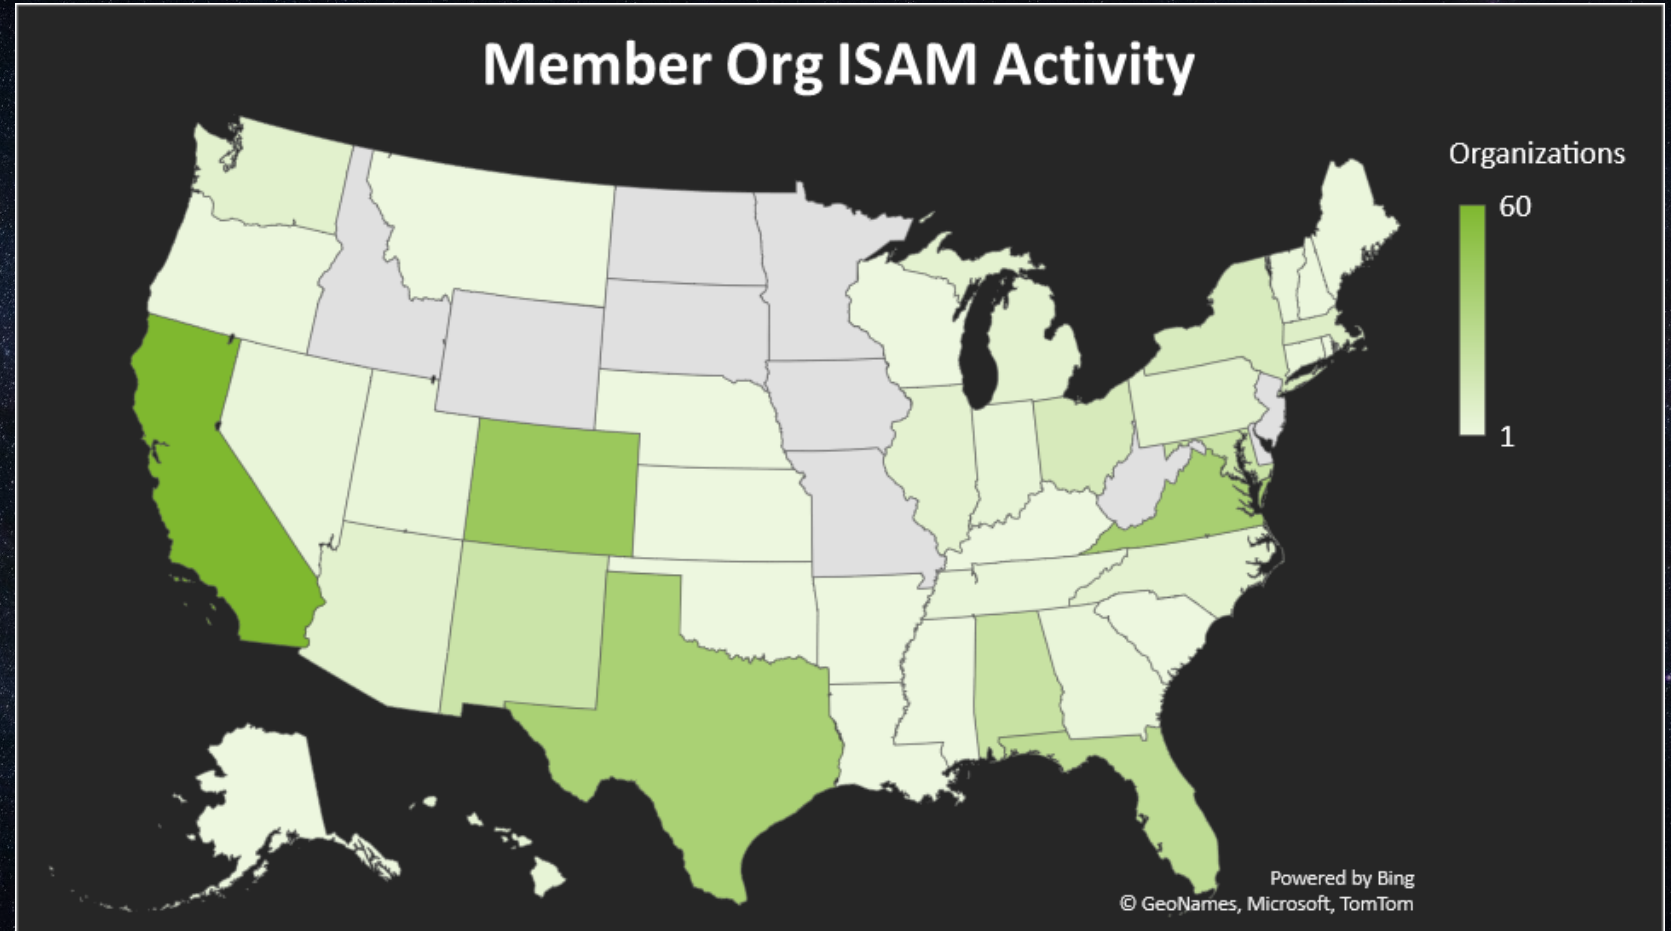 Member Org ISAM Activity
Organizations
60
1
Powered by Bing
© GeoNames, Microsoft, TomTom